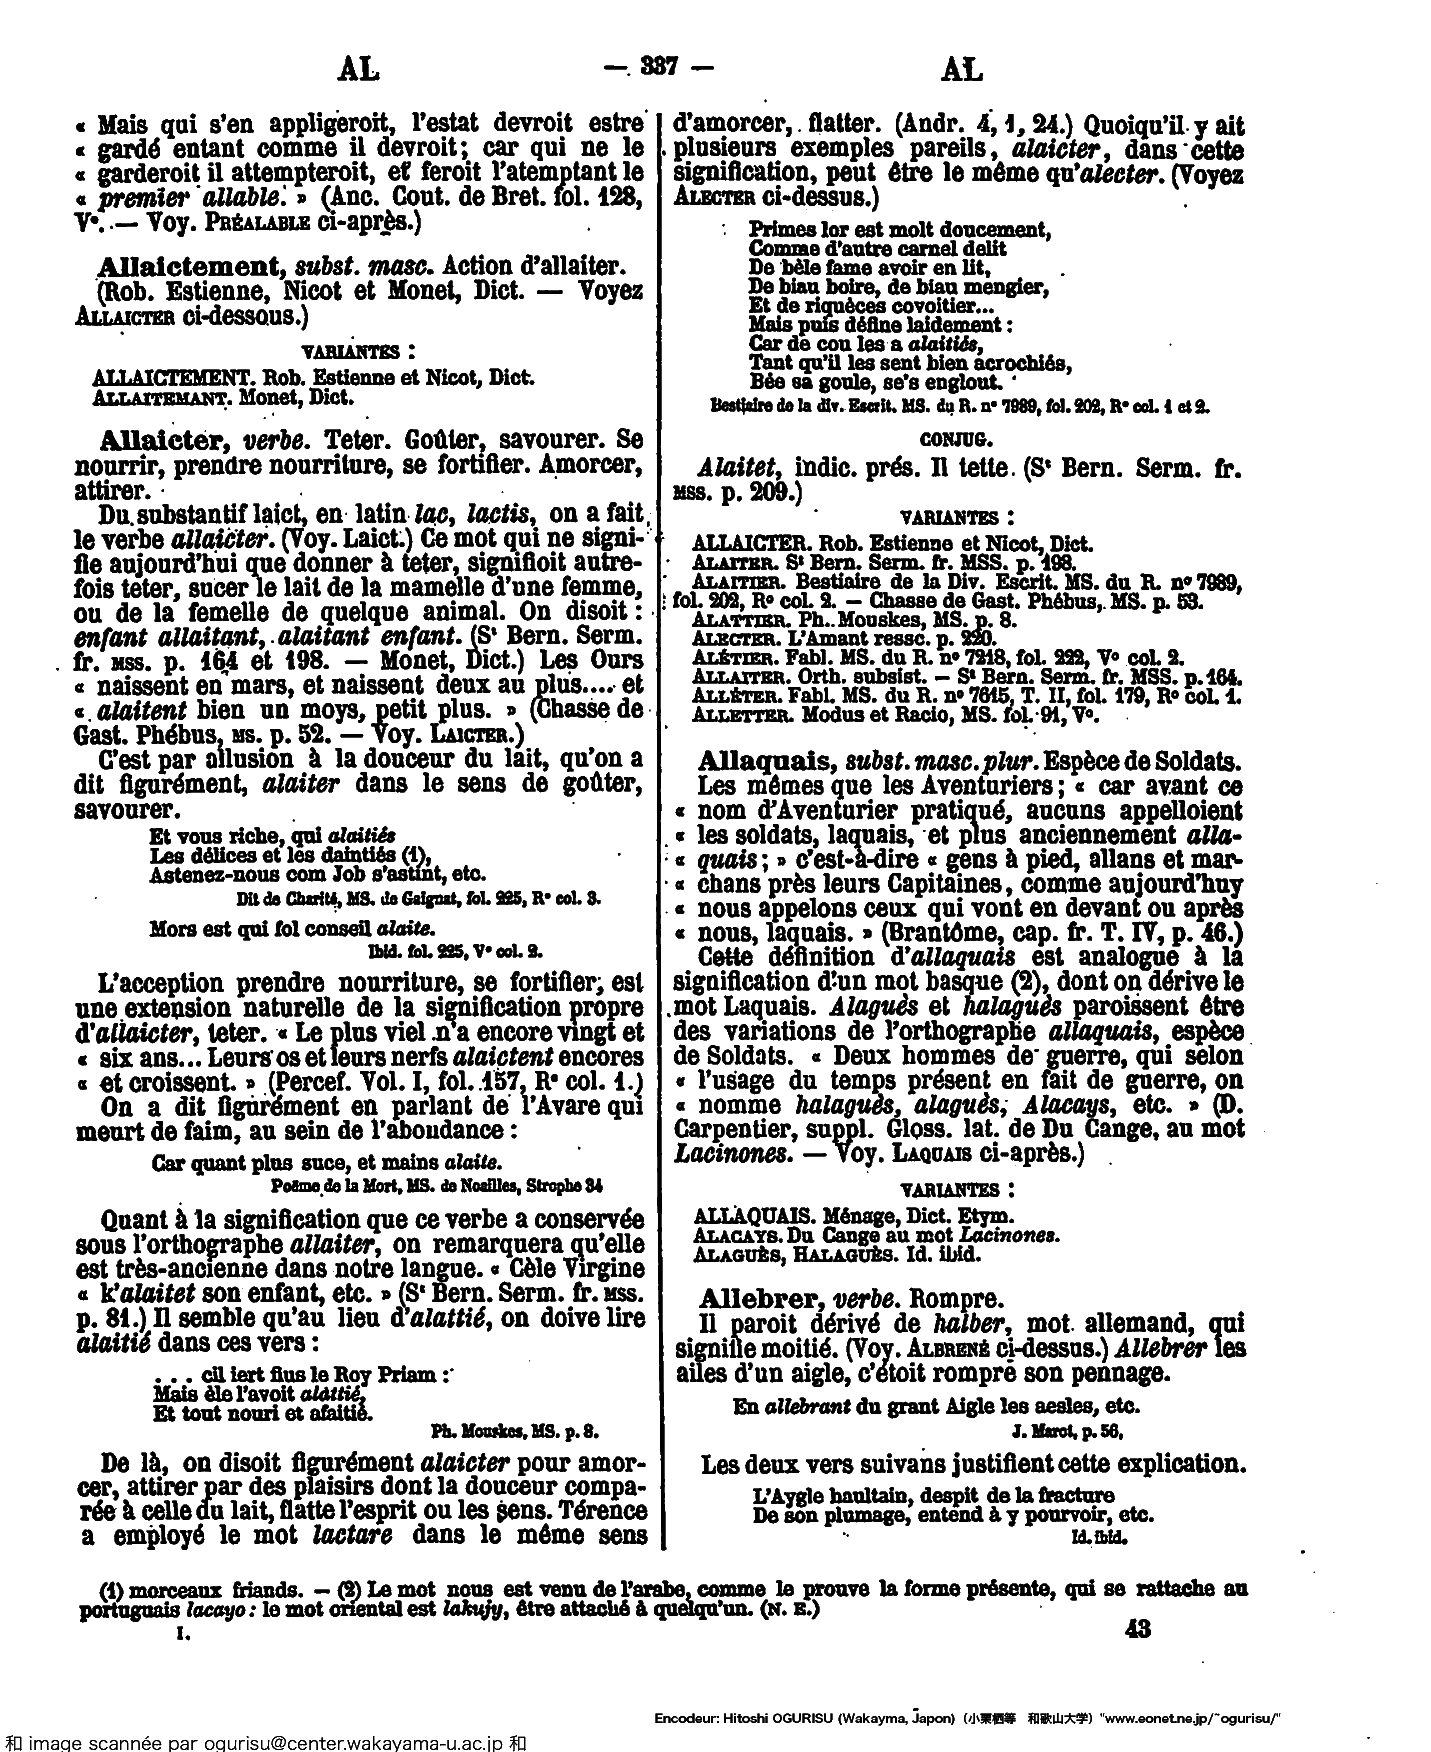 AL — 337 — AL
« Mais qui s'en appligeroit, l'estat devroit estre
« gardé entant comme il devroit; car qui ne le
« garderoit il attempteroit, et feroit l'atemptant le
« premier allable. » (Anc. Cout. de Bret. fol. 128,
V°. — Voy. PRÉALABLE ci-après.)
Allaictement, subst. masc. Action d'allaiter.
(Rob. Estienne, Nicot et Monet, Dict. — Voyez
ALLAICTER ci-dessous.)
VARIANTES :
ALLAICTEMENT. Rob. Estienne et Nicot, Dict.
ALLAITEMANT. Monet, Dict.
Allaicter, verbe. Teter. Goûter, savourer. Se
nourrir, prendre nourriture, se fortifier. Amorcer,
attirer.
Du substantif laict, en latin lac, lactis, on a fait
le verbe allaicter. (Voy. Laict.) Ce mot qui ne signi-
fie aujourd'hui que donner à teter, signifioit autre-
fois teter, sucer le lait de la mamelle d'une femme,
ou de la femelle de quelque animal. On disoit :
enfant allaitant, alaitant enfant. (St Bern. Serm.
fr. MSS. p. 164 et 198. — Monet, Dict.) Les Ours
« naissent en mars, et naissent deux au plus.... et
« alaitent bien un moys, petit plus. » (Chasse de
Gast. Phébus, MS. p. 52. — Voy. LAICTER.)
C'est par allusion à la douceur du lait, qu'on a
dit figurément, alaiter dans le sens de goûter,
savourer.
Et vous riche, qui alaitiés
Les délices et les daintiés (1),
Astenez-nous com Job s'astint, etc.
Dit de Charité, MS. de Gaignat, fol. 225, R° col. 3.
Mors est qui fol conseil alaite.
Ibid. fol. 225, V° col. 2.
L'acception prendre nourriture, se fortifier, est
une extension naturelle de la signification propre
d'allaicter, teter. « Le plus viel n'a encore vingt et
« six ans... Leurs os et leurs nerfs alaictent encores
« et croissent. » (Percef. Vol. I, fol. 157, R° col. 1.)
On a dit figurément en parlant de l'Avare qui
meurt de faim, au sein de l'abondance :
Car quant plus suce, et mains alaite.
Poëme de la Mort, MS. de Noailles, Strophe 34
Quant à la signification que ce verbe a conservée
sous l'orthographe allaiter, on remarquera qu'elle
est très-ancienne dans notre langue. « Cèle Virgine
« k'alaitet son enfant, etc. » (St Bern. Serm. fr. MSS.
p. 81.) Il semble qu'au lieu d'alattié, on doive lire
alaitié dans ces vers :
. . . cil iert fius le Roy Priam :
Mais èle l'avoit alattié,
Et tout nouri et afaitié.
Ph. Mouskes, MS. p. 8.
De là, on disoit figurément alaicter pour amor-
cer, attirer par des plaisirs dont la douceur compa-
rée à celle du lait, flatte l'esprit ou les sens. Térence
a employé le mot lactare dans le même sens
d'amorcer, flatter. (Andr. 4, 1, 24.) Quoiqu'il y ait
plusieurs exemples pareils, alaicter, dans cette
signification, peut être le même qu'alecter. (Voyez
ALECTER ci-dessus.)
Primes lor est molt doucement,
Comme d'autre carnel delit
De bèle fame avoir en lit,
De biau boire, de biau mengier,
Et de riquèces covoitier...
Mais puis défine laidement :
Car de cou les a alaitiés,
Tant qu'il les sent bien acrochiés,
Bée sa goule, se's englout.
Bestiaire de la div. Escrit. MS. du R. n° 7989, fol. 202, R° col. 1 et 2.
CONJUG.
Alaitet, indic. prés. Il tette. (St Bern. Serm. fr.
MSS. p. 209.)
VARIANTES :
ALLAICTER. Rob. Estienne et Nicot, Dict.
ALAITER. St Bern. Serm. fr. MSS. p. 198.
ALAITIER. Bestiaire de la Div. Escrit. MS. du R. n° 7989,
fol. 202, R° col. 2. — Chasse de Gast. Phébus, MS. p. 53.
ALATTIER. Ph. Mouskes, MS. p. 8.
ALECTER. L'Amant ressc. p. 220.
ALÉTIER. Fabl. MS. du R. n° 7218, fol. 222, V° col. 2.
ALLAITER. Orth. subsist. — St Bern. Serm. fr. MSS. p. 164.
ALLÉTER. Fabl. MS. du R. n° 7615, T. II, fol. 179, R° col. 1.
ALLETTER. Modus et Racio, MS. fol. 91, V°.
Allaquais, subst. masc. plur. Espèce de Soldats.
Les mêmes que les Aventuriers; « car avant ce
« nom d'Aventurier pratiqué, aucuns appelloient
« les soldats, laquais, et plus anciennement alla-
« quais; » c'est-à-dire « gens à pied, allans et mar-
« chans près leurs Capitaines, comme aujourd'huy
« nous appelons ceux qui vont en devant ou après
« nous, laquais. » (Brantôme, cap. fr. T. IV, p. 46.)
Cette définition d'allaquais est analogue à la
signification d'un mot basque (2), dont on dérive le
mot Laquais. Alaguès et halaguès paroissent être
des variations de l'orthographe allaquais, espèce
de Soldats. « Deux hommes de guerre, qui selon
« l'usage du temps présent en fait de guerre, on
« nomme halaguès, alaguès, Alacays, etc. » (D.
Carpentier, suppl. Gloss. lat. de Du Cange, au mot
Lacinones. — Voy. LAQUAIS ci-après.)
VARIANTES :
ALLAQUAIS. Ménage, Dict. Etym.
ALACAYS. Du Cange au mot Lacinones.
ALAGUÈS, HALAGUÈS. Id. ibid.
Allebrer, verbe. Rompre.
Il paroit dérivé de halber, mot allemand, qui
signifie moitié. (Voy. ALBRENÉ ci-dessus.) Allebrer les
ailes d'un aigle, c'étoit rompre son pennage.
En allebrant du grant Aigle les aesles, etc.
J. Marot, p. 56,
Les deux vers suivans justifient cette explication.
L'Aygle haultain, despit de la fracture
De son plumage, entend à y pourvoir, etc.
Id. ibid.
(1) morceaux friands. — (2) Le mot nous est venu de l'arabe, comme le prouve la forme présente, qui se rattache au
portuguais lacayo : le mot oriental est lakujy, être attaché à quelqu'un. (N. E.)
I. 43
Encodeur: Hitoshi OGURISU (Wakayma, Japon) (小栗栖等 和歌山大学) "www.eonet.ne.jp/~ogurisu/"
和 image scannée par ogurisu@center.wakayama-u.ac.jp 和